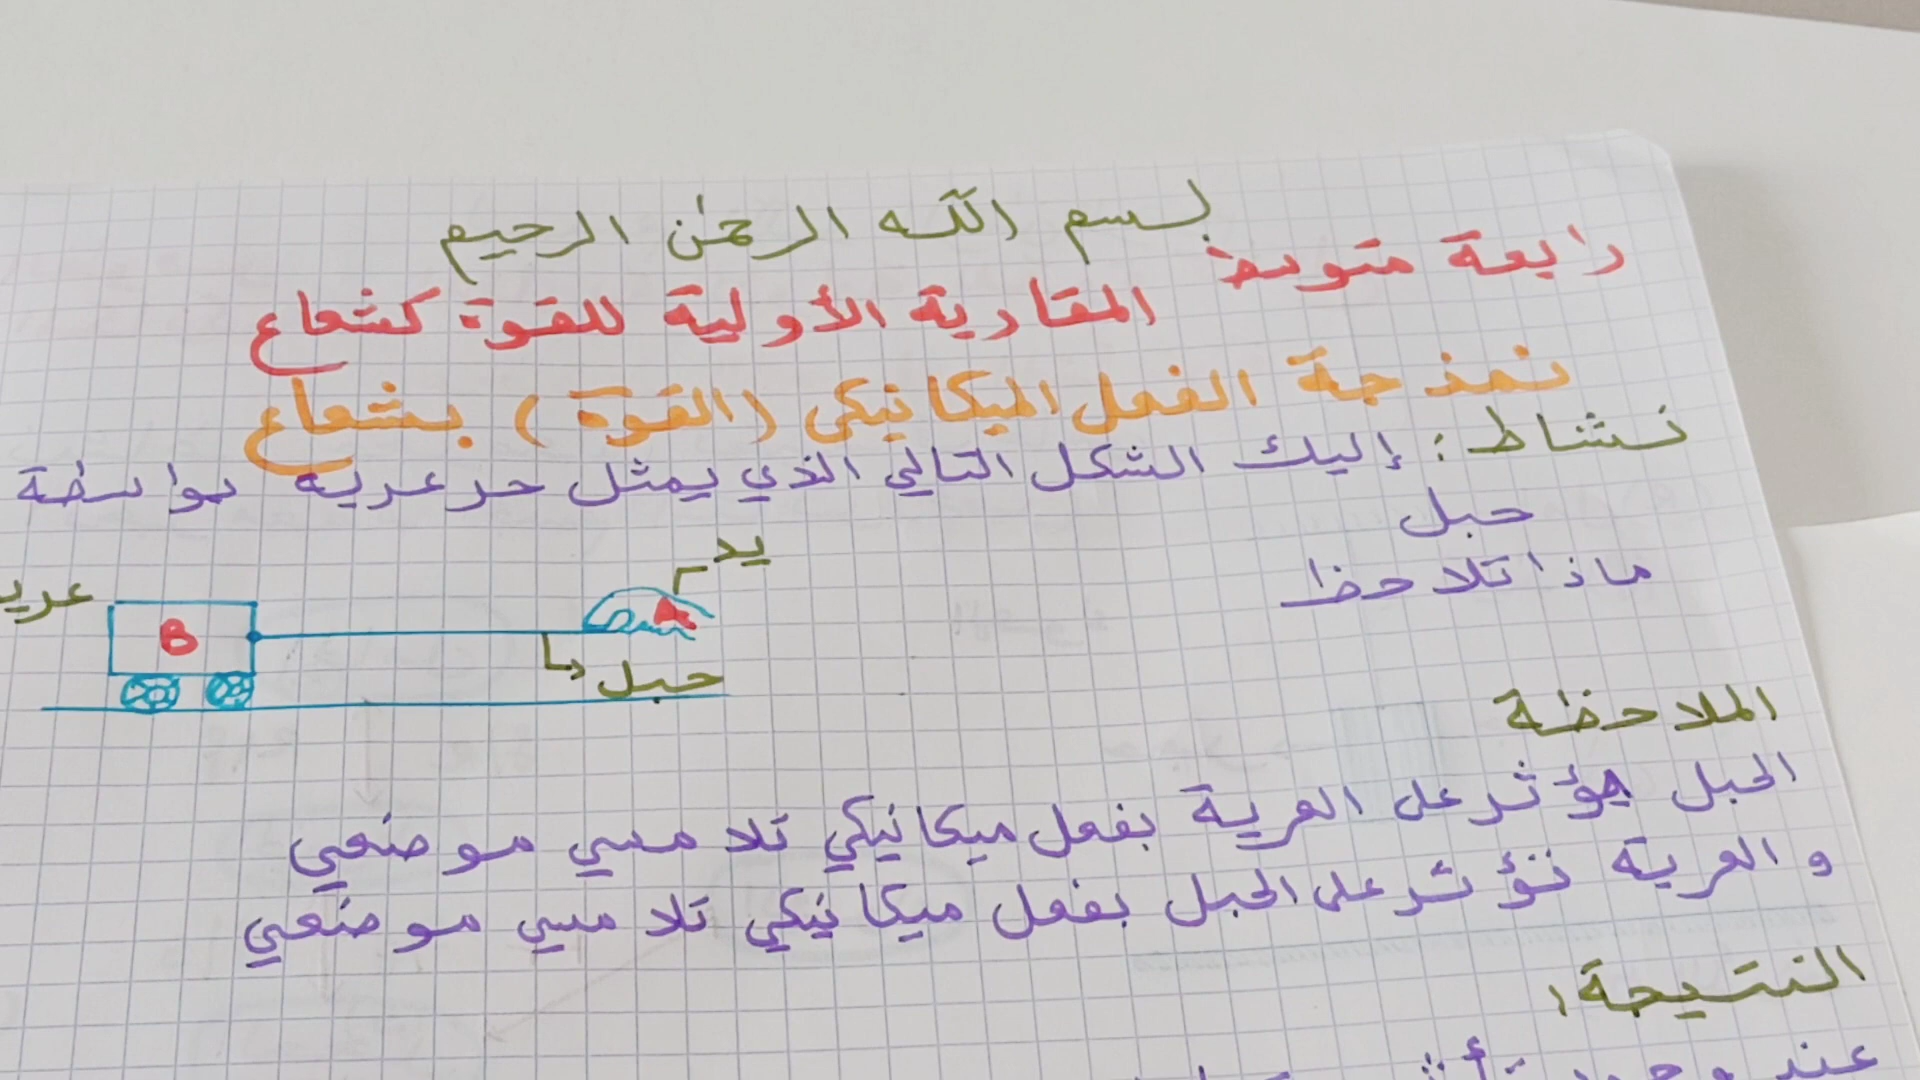 بسم الله الرحمن الرحيم
رابعة متوسط
المقاربة الأولية للقوة كشعاع
نمذجة الفعل الميكانيكي (القوة) بشعاع
نشاط: إليك الشكل التالي الذي يمثل جر عربة بواسطة
حبل
ماذا تلاحظ
يد
B
A
حبل
الملاحظة
الحبل يؤثر على العربة بفعل ميكانيكي تلامسي موضعي
و العربة تؤثر على الحبل بفعل ميكانيكي تلامسي موضعي
النتيجة: